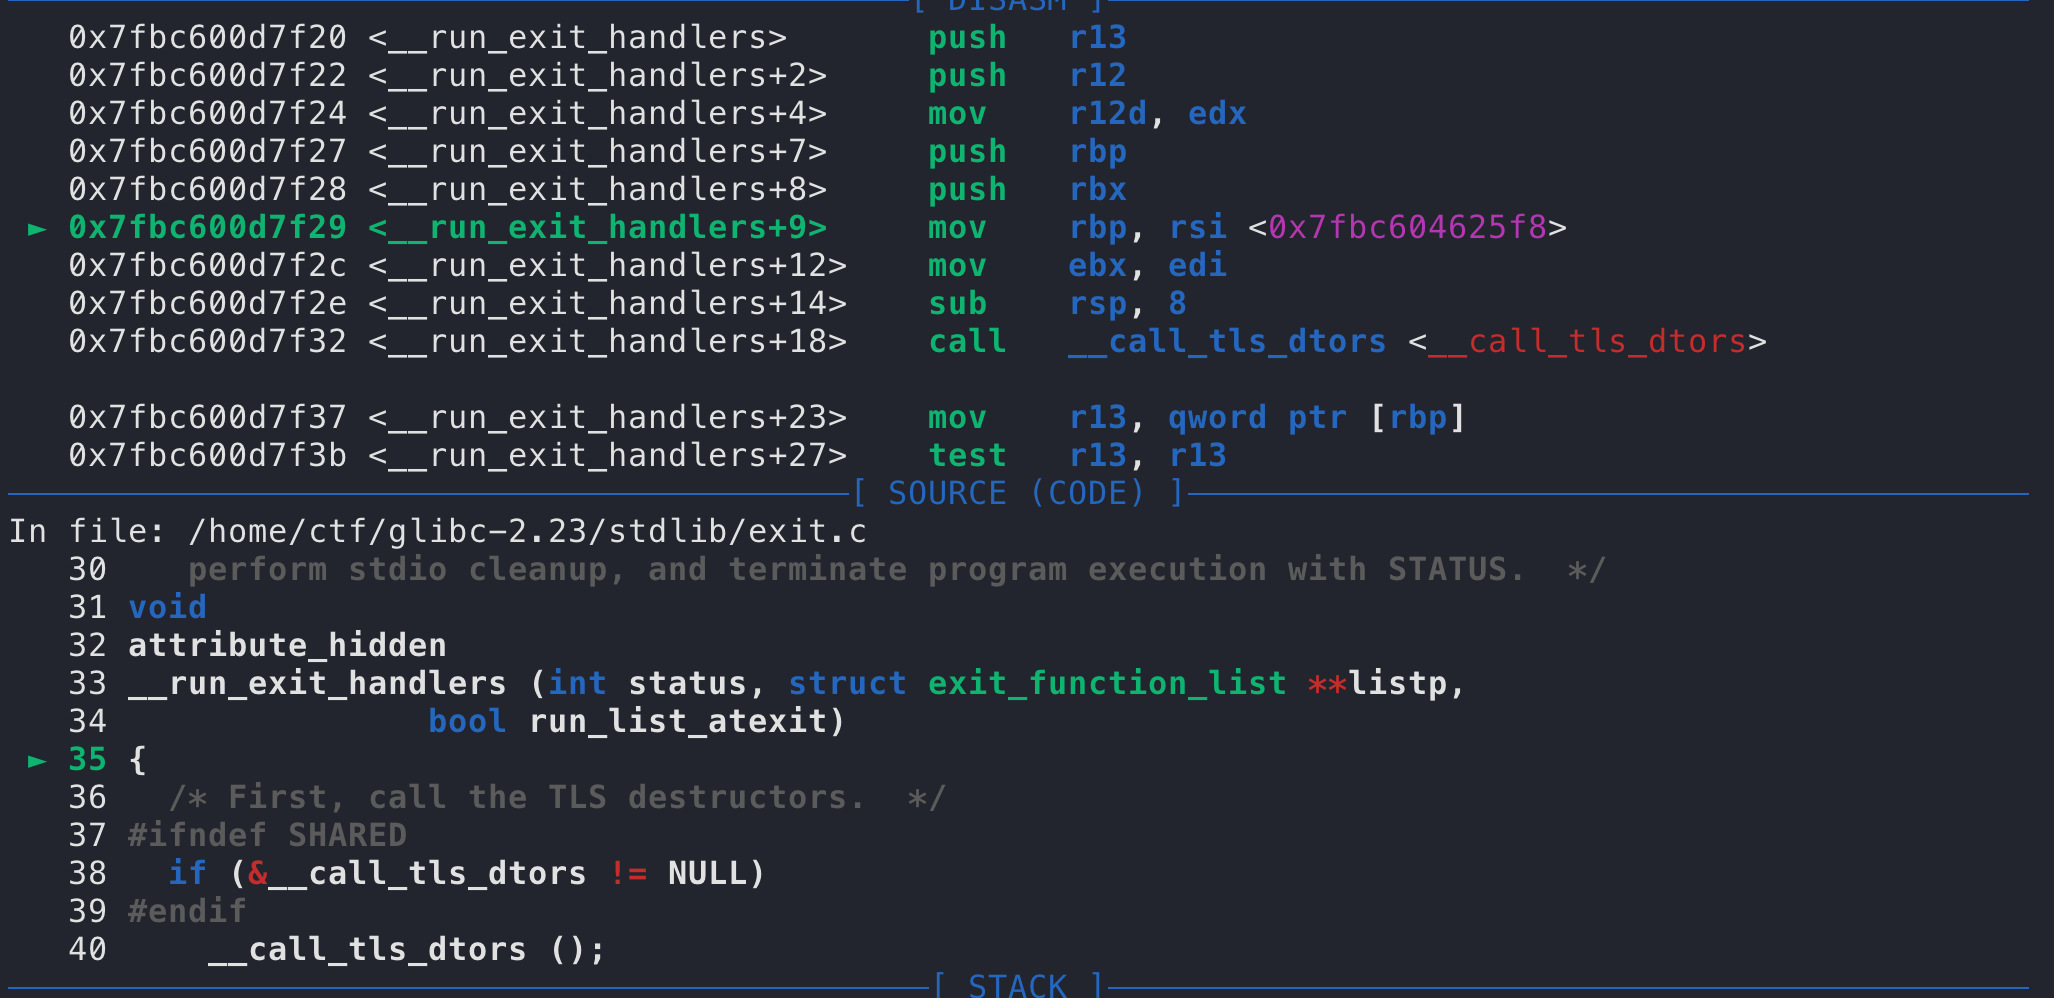 [ DISASM ]
0x7fbc600d7f20 <__run_exit_handlers>       push   r13
0x7fbc600d7f22 <__run_exit_handlers+2>     push   r12
0x7fbc600d7f24 <__run_exit_handlers+4>     mov    r12d, edx
0x7fbc600d7f27 <__run_exit_handlers+7>     push   rbp
0x7fbc600d7f28 <__run_exit_handlers+8>     push   rbx
► 0x7fbc600d7f29 <__run_exit_handlers+9>     mov    rbp, rsi <0x7fbc604625f8>
0x7fbc600d7f2c <__run_exit_handlers+12>    mov    ebx, edi
0x7fbc600d7f2e <__run_exit_handlers+14>    sub    rsp, 8
0x7fbc600d7f32 <__run_exit_handlers+18>    call   __call_tls_dtors <__call_tls_dtors>
0x7fbc600d7f37 <__run_exit_handlers+23>    mov    r13, qword ptr [rbp]
0x7fbc600d7f3b <__run_exit_handlers+27>    test   r13, r13
[ SOURCE (CODE) ]
In file: /home/ctf/glibc-2.23/stdlib/exit.c
30    perform stdio cleanup, and terminate program execution with STATUS.  */
31 void
32 attribute_hidden
33 __run_exit_handlers (int status, struct exit_function_list **listp,
34                bool run_list_atexit)
► 35 {
36   /* First, call the TLS destructors.  */
37 #ifndef SHARED
38   if (&__call_tls_dtors != NULL)
39 #endif
40     __call_tls_dtors ();
[ STACK ]